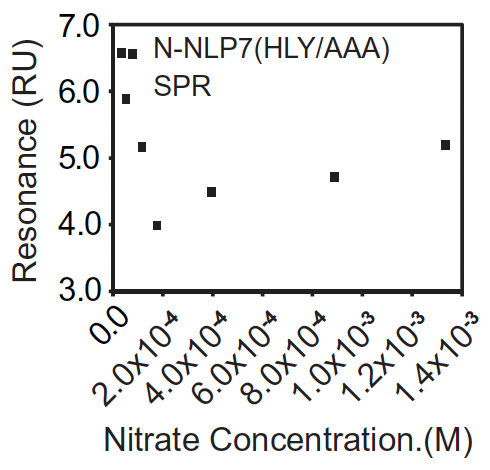 7.0
N-NLP7(HLY/AAA)
SPR
6.0
5.0
4.0
3.0
Resonance (RU)
0.0
2.0x10⁻⁴
4.0x10⁻⁴
6.0x10⁻⁴
8.0x10⁻⁴
1.0x10⁻³
1.2x10⁻³
1.4x10⁻³
Nitrate Concentration.(M)